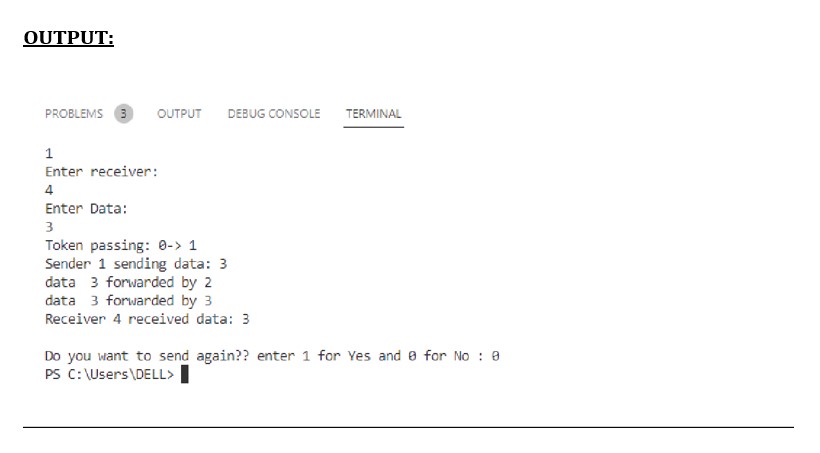 OUTPUT:
PROBLEMS 3 OUTPUT DEBUG CONSOLE TERMINAL
1
Enter receiver:
4
Enter Data:
3
Token passing: 0-> 1
Sender 1 sending data: 3
data  3 forwarded by 2
data  3 forwarded by 3
Receiver 4 received data: 3
Do you want to send again?? enter 1 for Yes and 0 for No : 0
PS C:\Users\DELL>